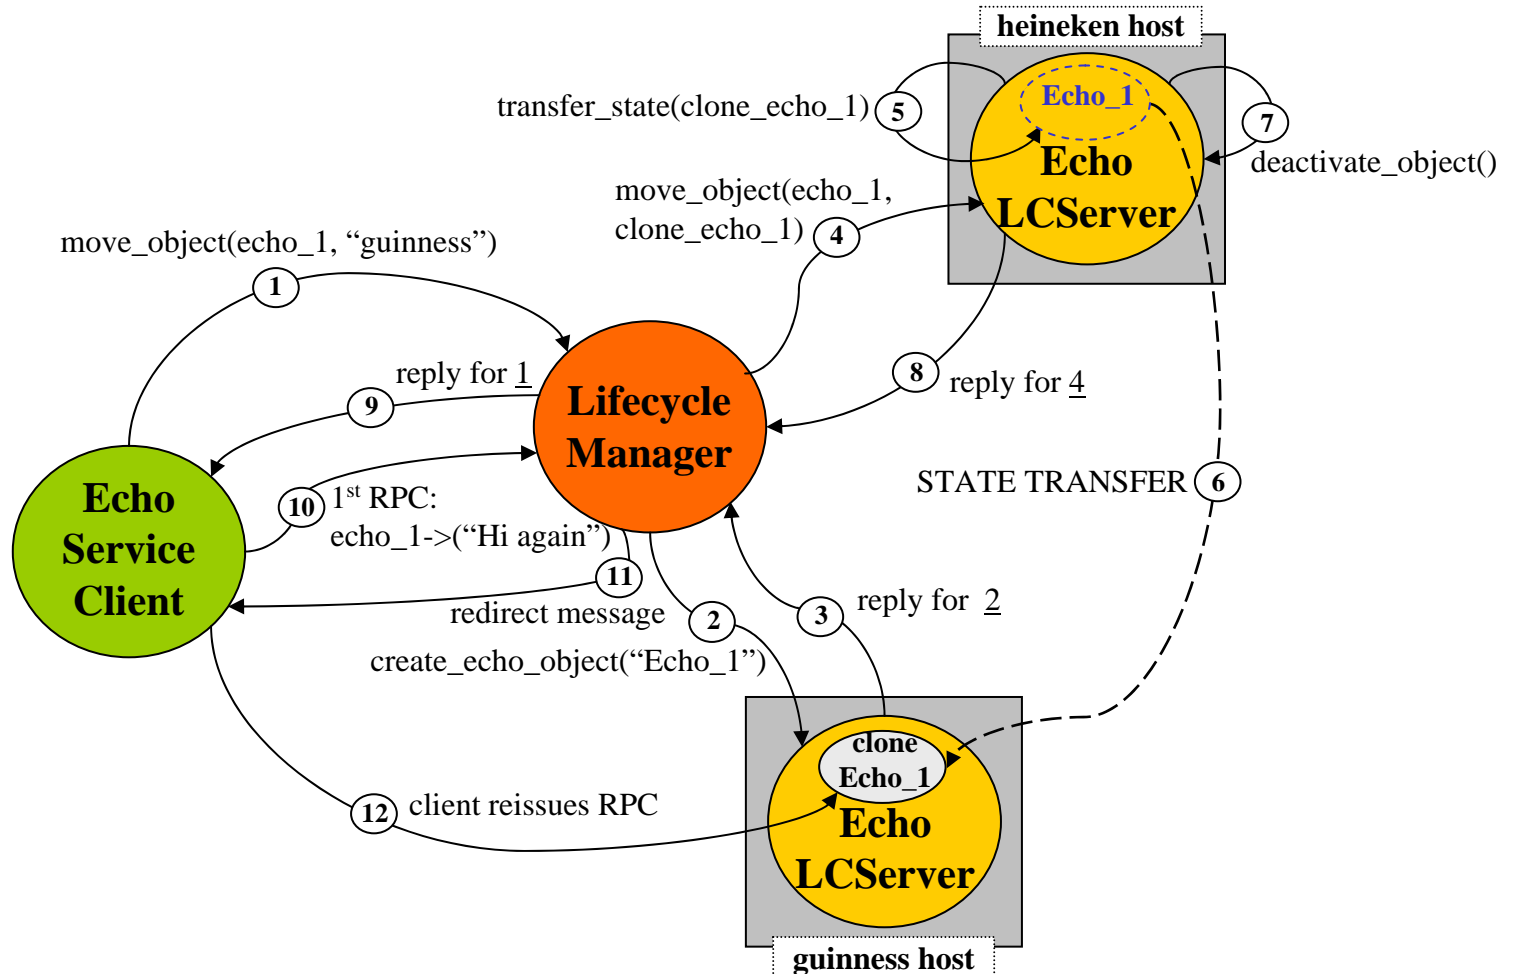 heineken host
Echo_1
5
transfer_state(clone_echo_1)
7
deactivate_object()
Echo
LCServer
move_object(echo_1,
clone_echo_1)
4
move_object(echo_1, “guinness”)
1
reply for 1
9
8
reply for 4
Lifecycle
Manager
Echo
Service
Client
10
1st RPC:
echo_1->(“Hi again”)
STATE TRANSFER
6
11
redirect message
2
3
reply for 2
create_echo_object(“Echo_1”)
clone
Echo_1
12
client reissues RPC
Echo
LCServer
guinness host